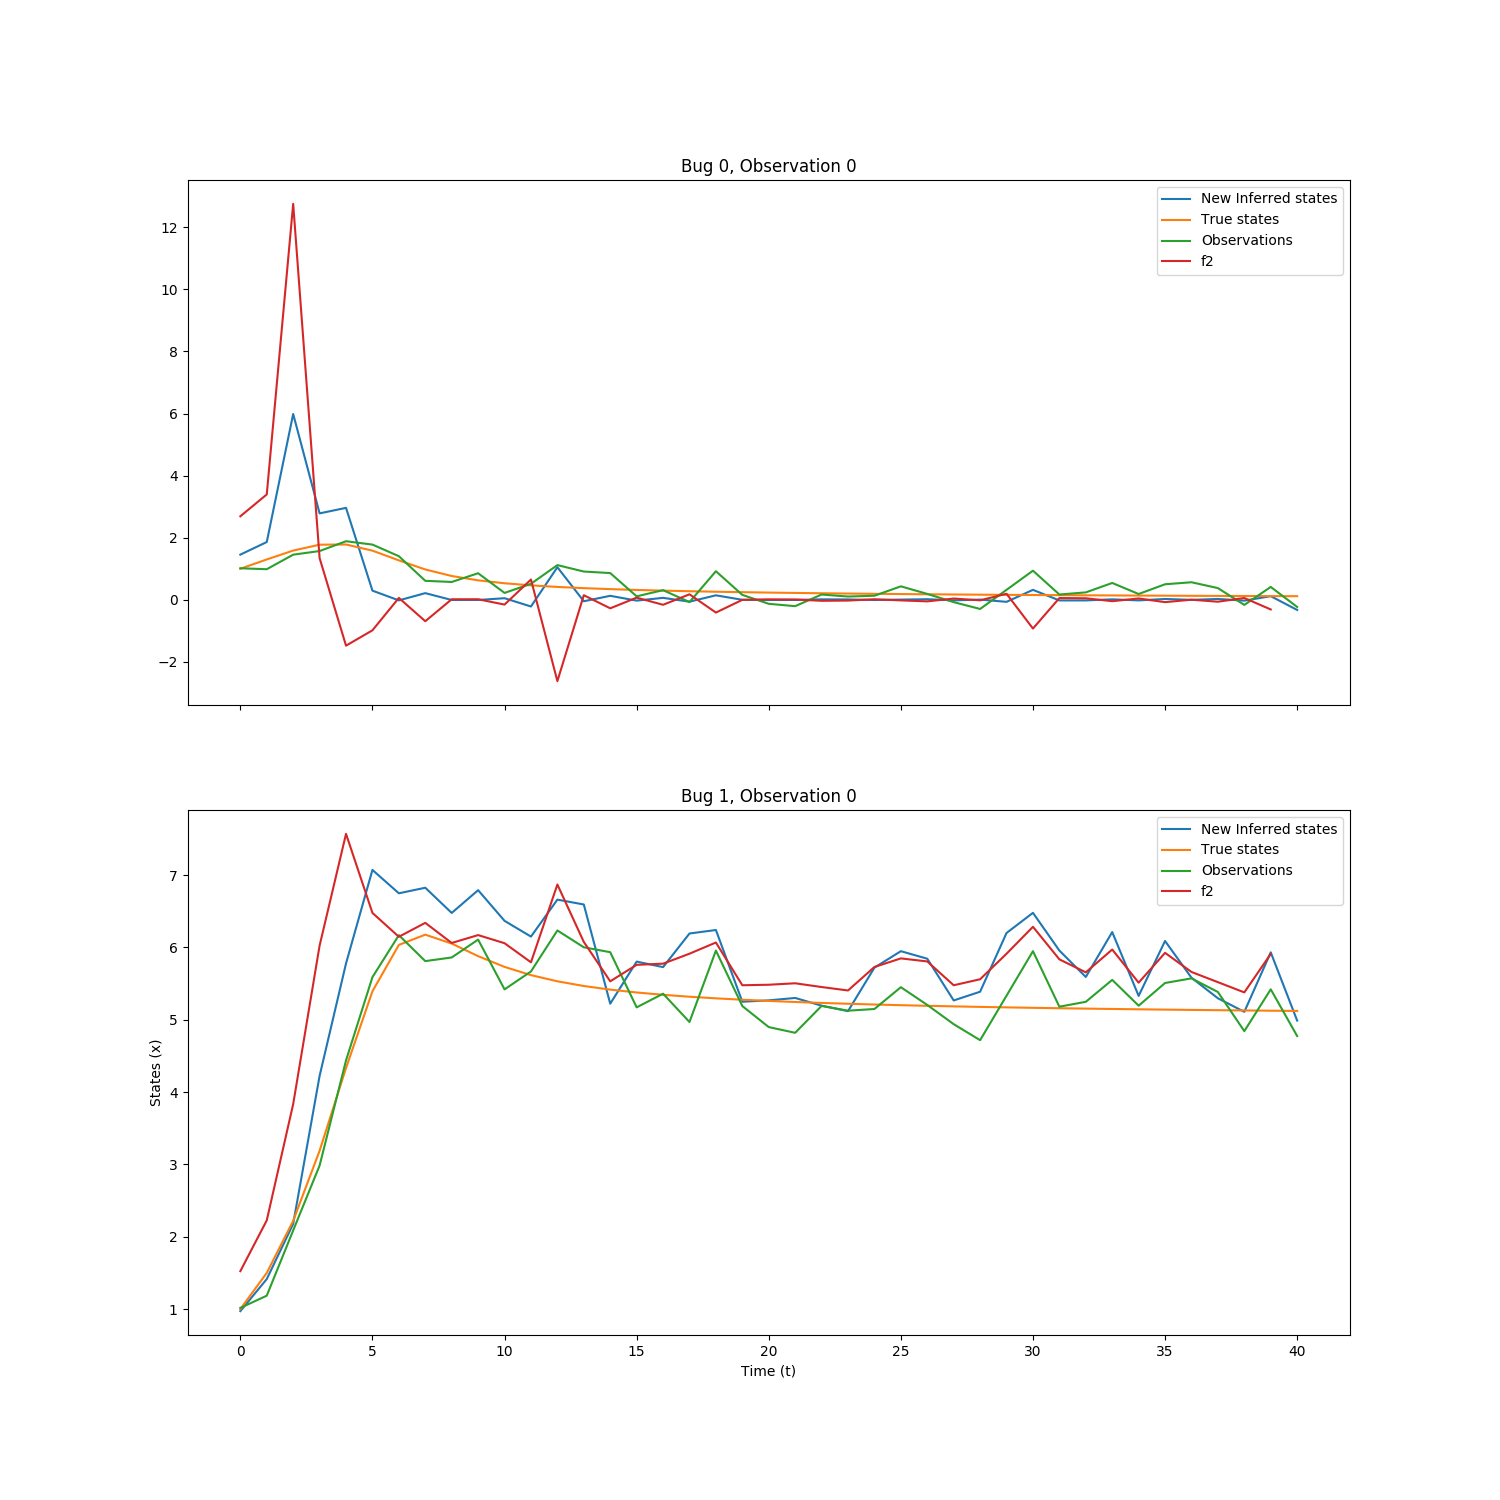 Bug 0, Observation 0
New Inferred states
True states
Observations
f2
12
10
8
6
4
2
0
−2
Bug 1, Observation 0
New Inferred states
True states
Observations
f2
States (x)
7
6
5
4
3
2
1
0 5 10 15 20 25 30 35 40
Time (t)